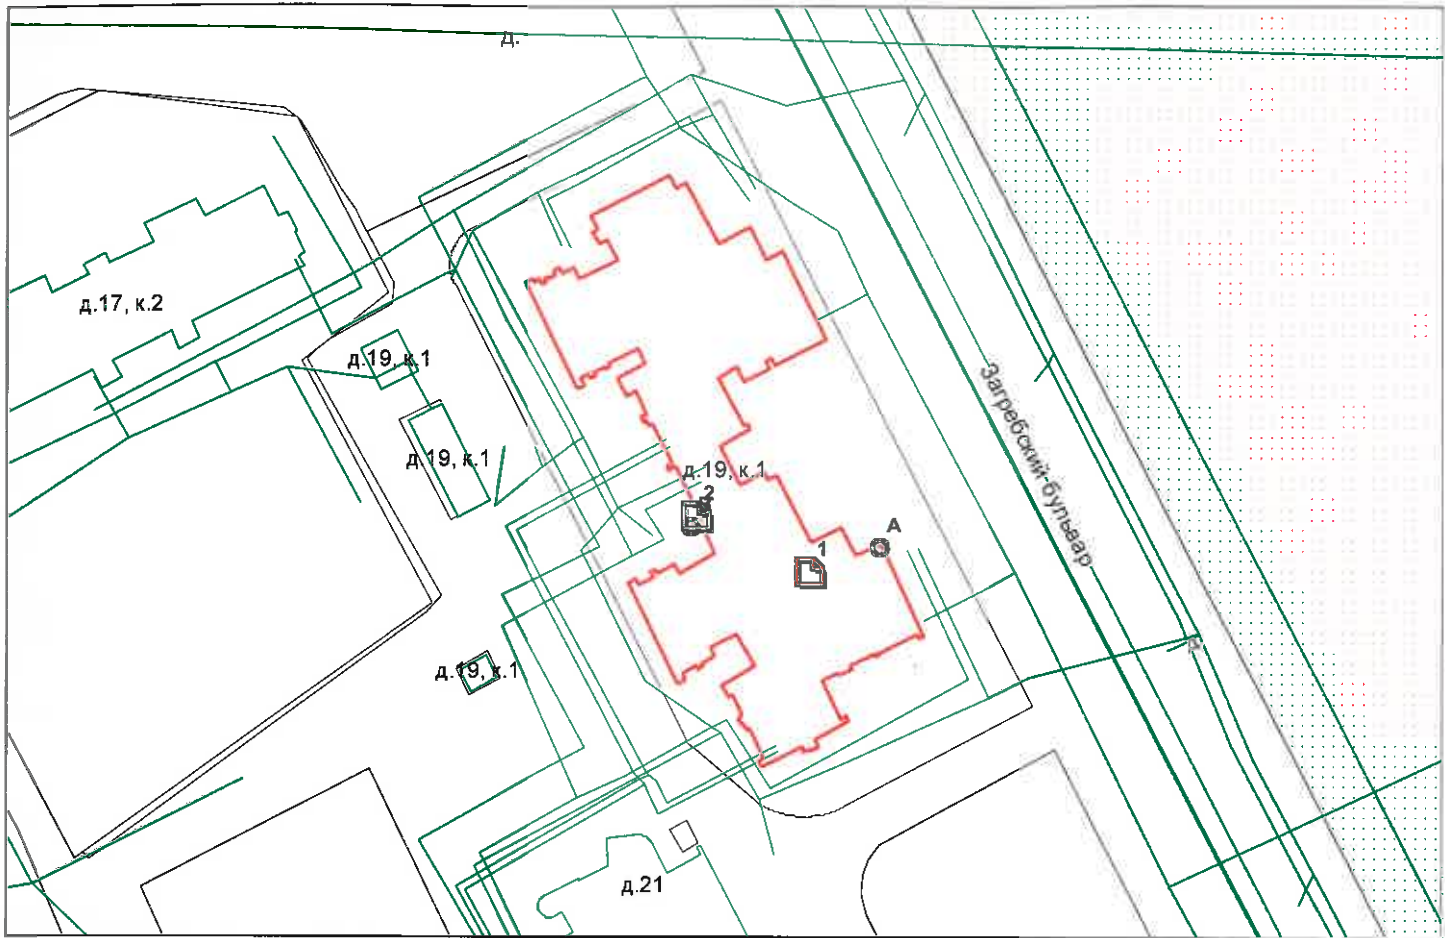 д.
д.17, к.2
д.19, к.1
д.19, к.1
Загребский бульвар
д.19, к.1
2
А
1
д.
д.19, к.1
д.21